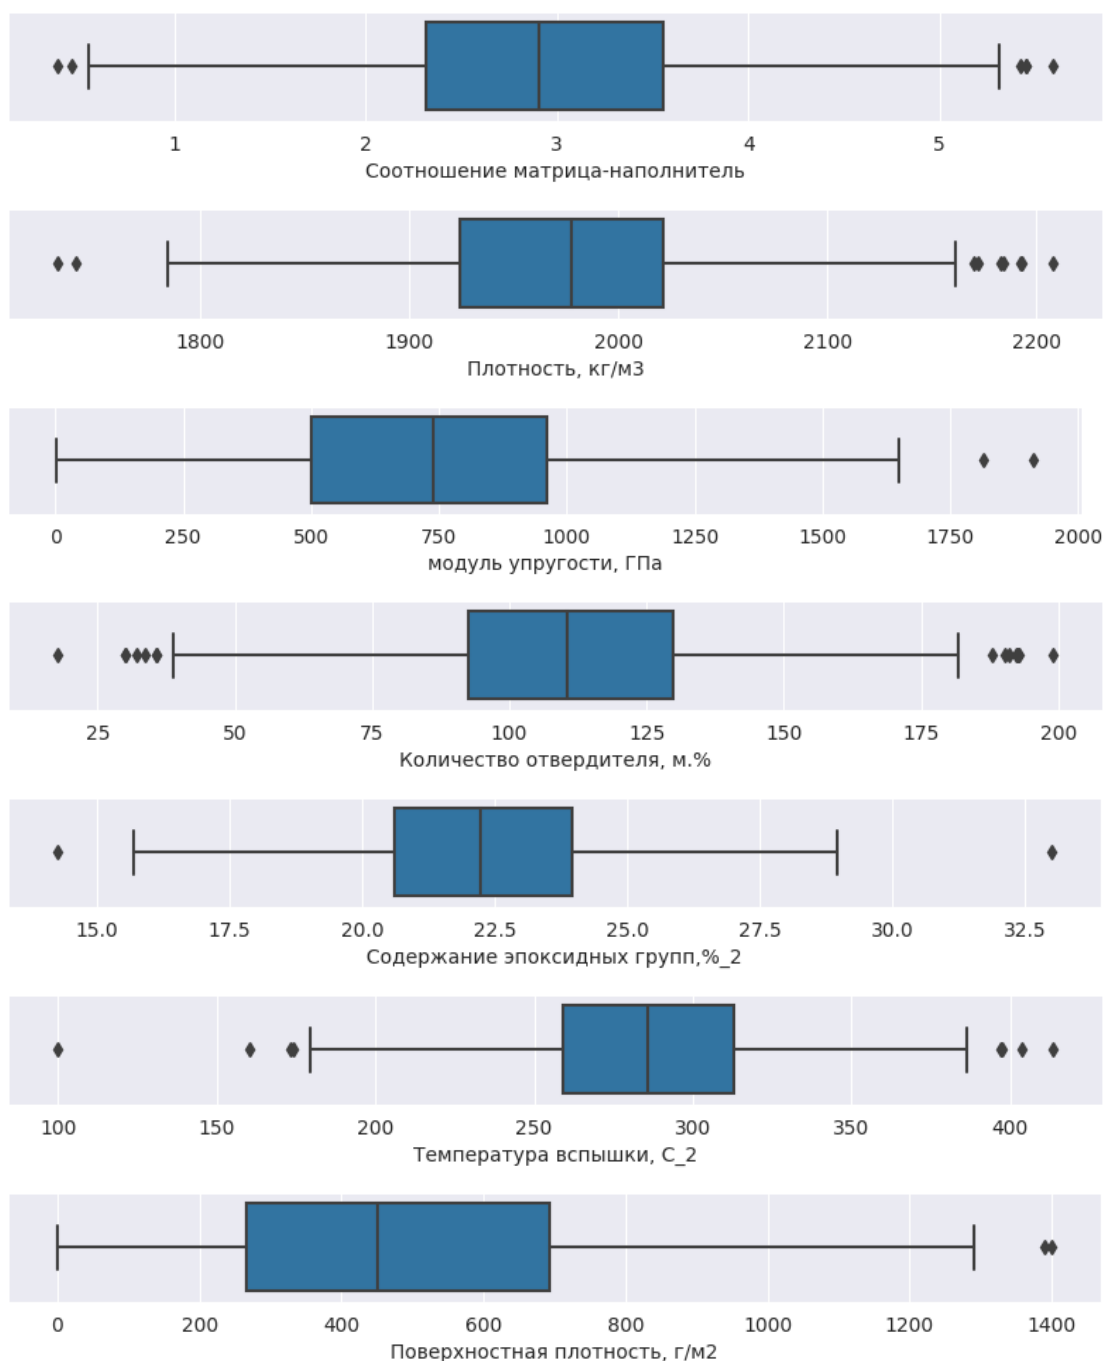 1 2 3 4 5
Соотношение матрица-наполнитель
1800 1900 2000 2100 2200
Плотность, кг/м3
0 250 500 750 1000 1250 1500 1750 2000
модуль упругости, ГПа
25 50 75 100 125 150 175 200
Количество отвердителя, м.%
15.0 17.5 20.0 22.5 25.0 27.5 30.0 32.5
Содержание эпоксидных групп,%_2
100 150 200 250 300 350 400
Температура вспышки, С_2
0 200 400 600 800 1000 1200 1400
Поверхностная плотность, г/м2